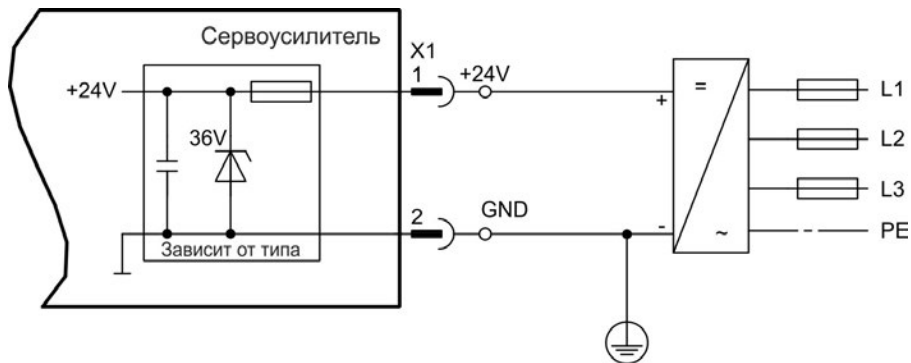 Сервоусилитель
X1
1
+24V
+24V
+
=
L1
36V
L2
L3
2
GND
-
~
PE
Зависит от типа